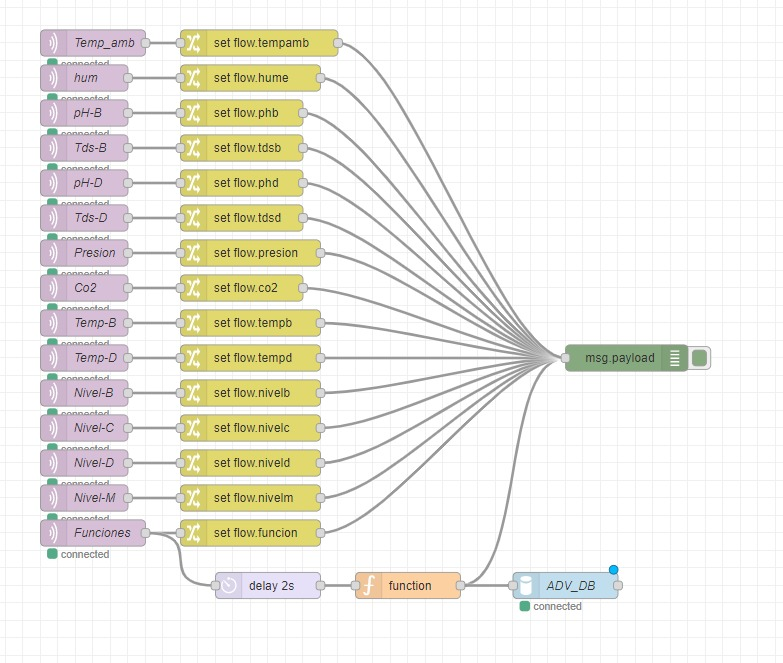 Temp_amb set flow.tempamb
connected
hum set flow.hume
connected
pH-B set flow.phb
connected
Tds-B set flow.tdsb
connected
pH-D set flow.phd
connected
Tds-D set flow.tdsd
connected
Presion set flow.presion
connected
Co2 set flow.co2
connected
Temp-B set flow.tempb
connected
Temp-D set flow.tempd msg.payload
connected
Nivel-B set flow.nivelb
connected
Nivel-C set flow.nivelc
connected
Nivel-D set flow.niveld
connected
Nivel-M set flow.nivelm
connected
Funciones set flow.funcion
connected
delay 2s function ADV_DB
connected